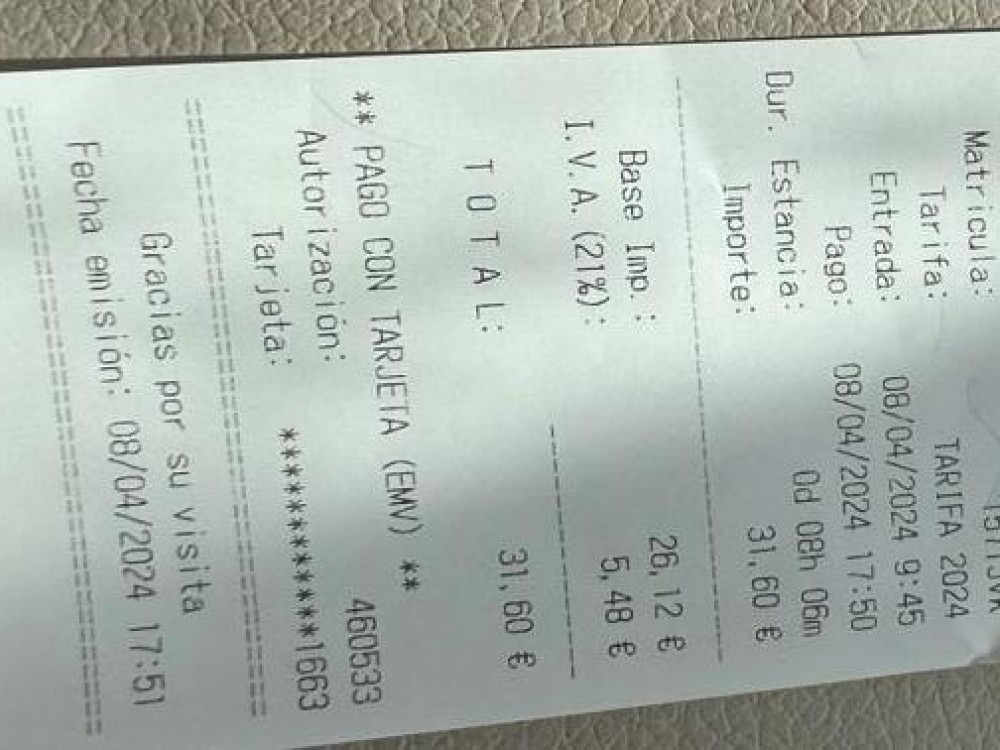 Matricula:
Tarifa: TARIFA 2024
Entrada: 08/04/2024 9:45
Pago: 08/04/2024 17:50
Dur. Estancia: 0d 08h 06m
Importe: 31,60 €
Base Imp.: 26,12 €
I.V.A.(21%): 5,48 €
T O T A L: 31,60 €
** PAGO CON TARJETA (EMV) **
Autorización: 460533
Tarjeta: ************1663
Gracias por su visita
Fecha emisión: 08/04/2024 17:51